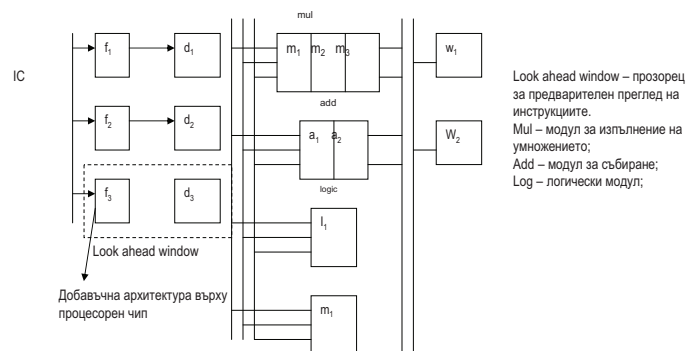 mul
IC
f1
d1
m1 m2 m3
w1
add
f2
d2
a1 a2
W2
logic
f3
d3
l1
Look ahead window
Добавъчна архитектура върху
процесорен чип
m1
Look ahead window – прозорец
за предварителен преглед на
инструкциите.
Mul – модул за изпълнение на
умножението;
Add – модул за събиране;
Log – логически модул;